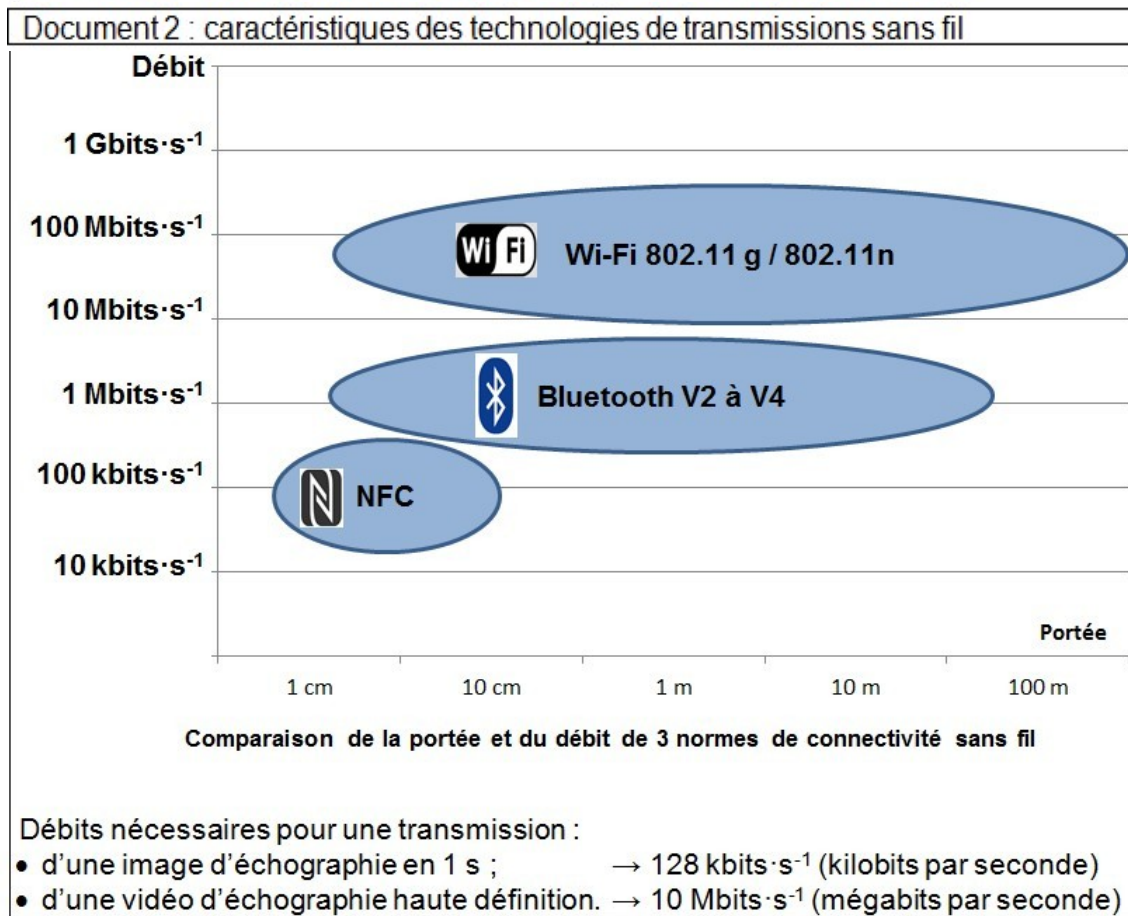 Document 2 : caractéristiques des technologies de transmissions sans fil
Débit
1 Gbits·s⁻¹
100 Mbits·s⁻¹
Wi Fi Wi-Fi 802.11 g / 802.11n
10 Mbits·s⁻¹
1 Mbits·s⁻¹ Bluetooth V2 à V4
100 kbits·s⁻¹
N NFC
10 kbits·s⁻¹
Portée
1 cm 10 cm 1 m 10 m 100 m
Comparaison de la portée et du débit de 3 normes de connectivité sans fil
Débits nécessaires pour une transmission :
• d’une image d’échographie en 1 s ; → 128 kbits·s⁻¹ (kilobits par seconde)
• d’une vidéo d’échographie haute définition. → 10 Mbits·s⁻¹ (mégabits par seconde)